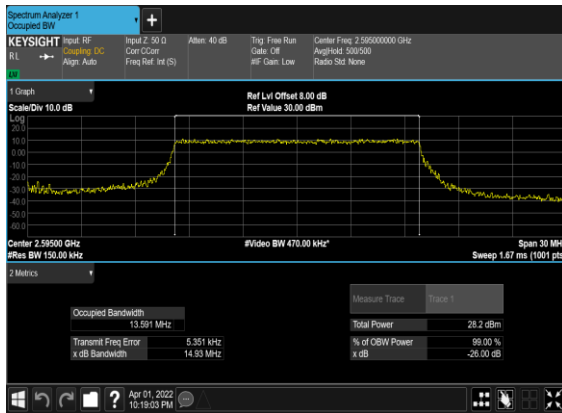 Spectrum Analyzer 1
Occupied BW
+
KEYSIGHT Input: RF Input Z: 50 Ω Atten: 40 dB Trig: Free Run Center Freq: 2.595000000 GHz
RL Coupling: DC Corr CCorr Gate: Off Avg|Hold: 500/500
Align: Auto Freq Ref: Int (S) #IF Gain: Low Radio Std: None
1 Graph
Ref Lvl Offset 8.00 dB
Scale/Div 10.0 dB Ref Value 30.00 dBm
Log
20.0
10.0
0.00
-10.0
-20.0
-30.0
-40.0
-50.0
-60.0
Center 2.59500 GHz #Video BW 470.00 kHz* Span 30 MH
#Res BW 150.00 kHz Sweep 1.67 ms (1001 pts
2 Metrics
Measure Trace Trace 1
Occupied Bandwidth
13.591 MHz Total Power 28.2 dBm
Transmit Freq Error 5.351 kHz % of OBW Power 99.00 %
x dB Bandwidth 14.93 MHz x dB -26.00 dB
? Apr 01, 2022
10:19:03 PM